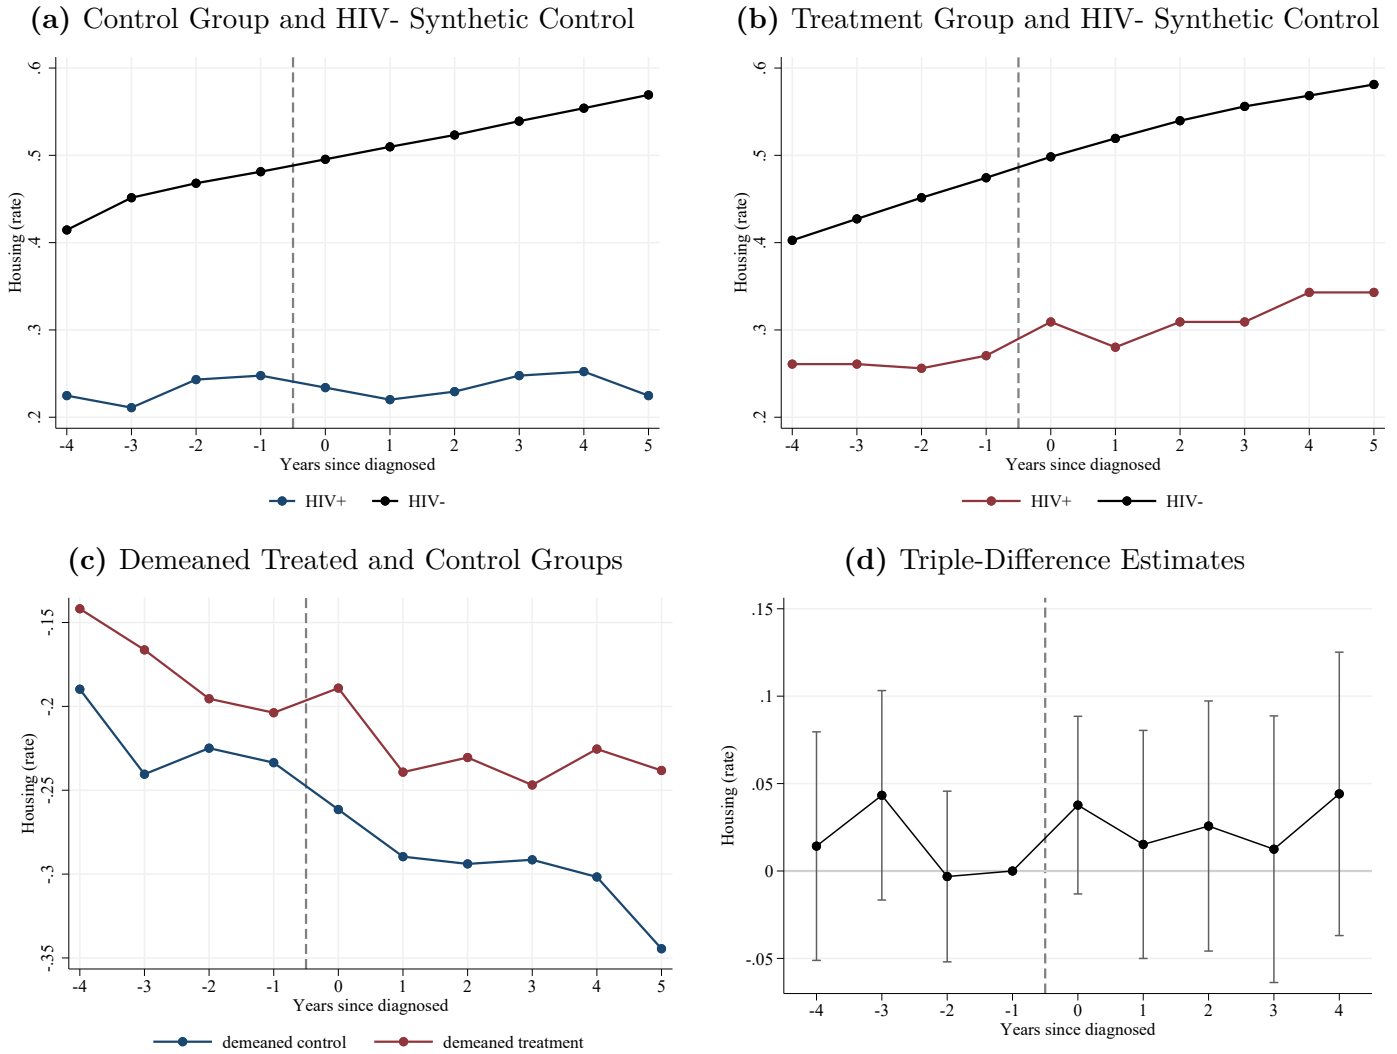 (a) Control Group and HIV- Synthetic Control
Housing (rate)
.6
.5
.4
.3
.2
-4 -3 -2 -1 0 1 2 3 4 5
Years since diagnosed
HIV+ HIV-
(b) Treatment Group and HIV- Synthetic Control
Housing (rate)
.6
.5
.4
.3
.2
-4 -3 -2 -1 0 1 2 3 4 5
Years since diagnosed
HIV+ HIV-
(c) Demeaned Treated and Control Groups
Housing (rate)
-.15
-.2
-.25
-.3
-.35
-4 -3 -2 -1 0 1 2 3 4 5
Years since diagnosed
demeaned control demeaned treatment
(d) Triple-Difference Estimates
Housing (rate)
.15
.1
.05
0
-.05
-4 -3 -2 -1 0 1 2 3 4
Years since diagnosed